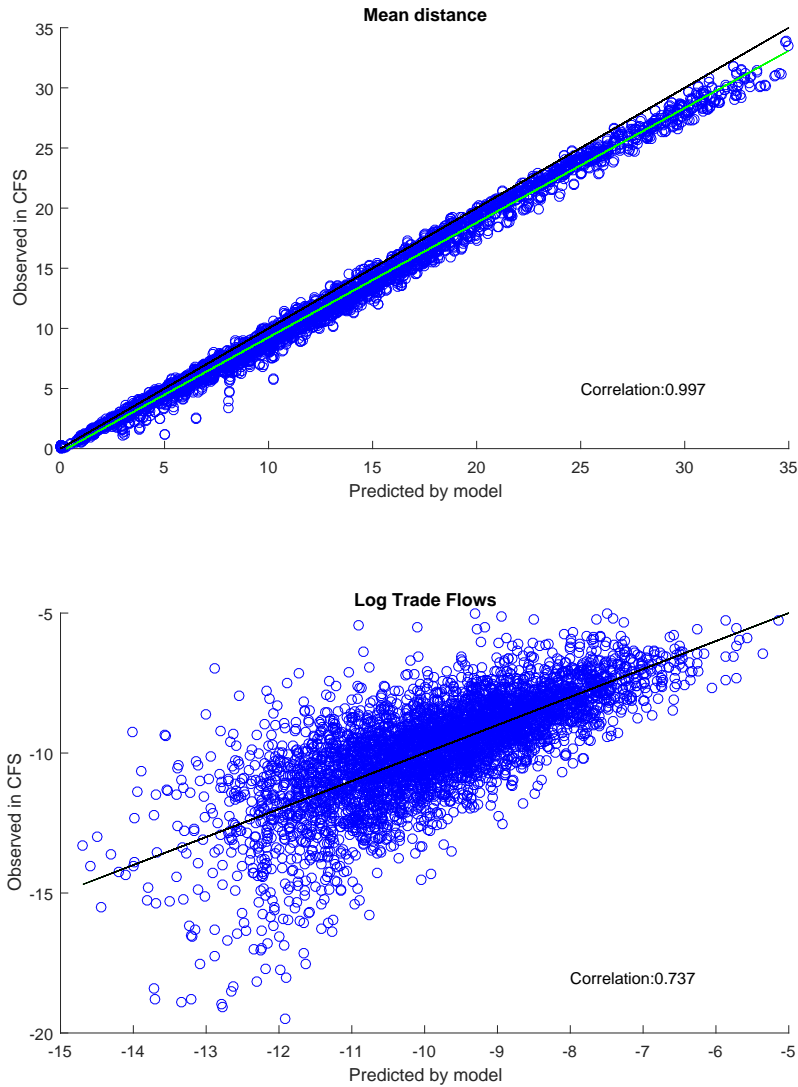 Mean distance
35
30
25
20
15
10
5
0
Observed in CFS
Correlation:0.997
0 5 10 15 20 25 30 35
Predicted by model
Log Trade Flows
-5
-10
-15
-20
Observed in CFS
Correlation:0.737
-15 -14 -13 -12 -11 -10 -9 -8 -7 -6 -5
Predicted by model